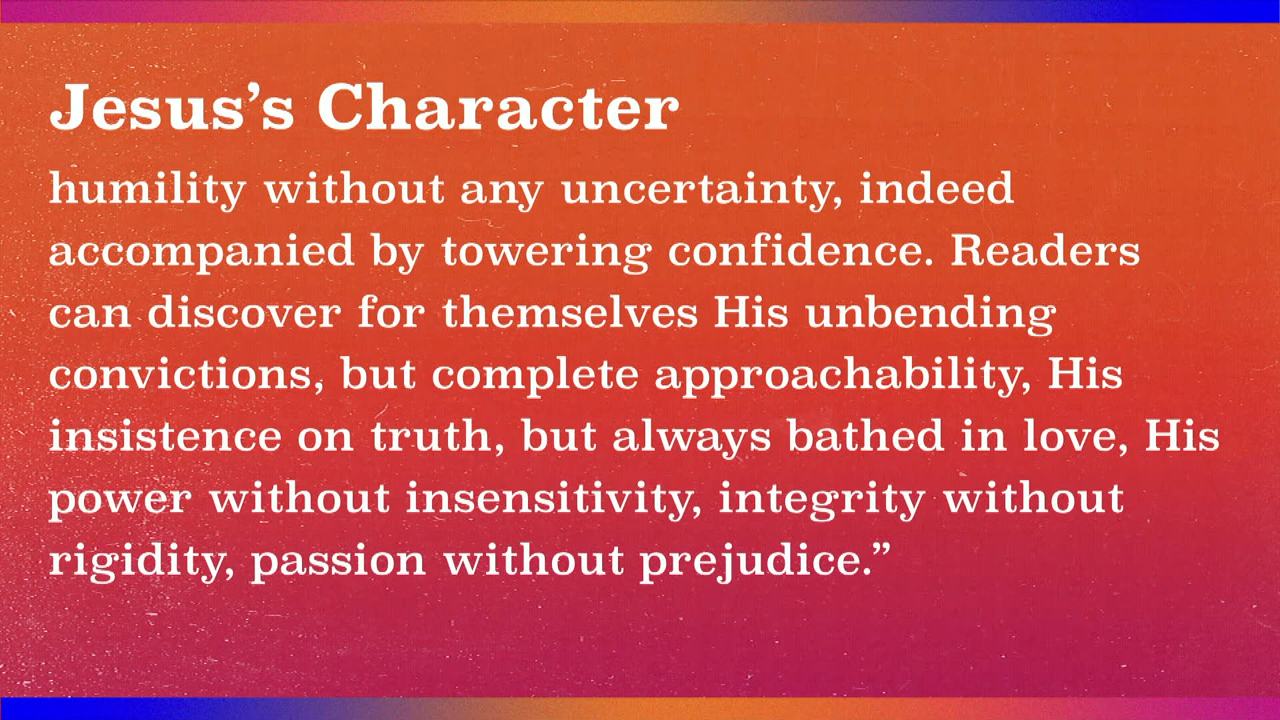 Jesus’s Character
humility without any uncertainty, indeed
accompanied by towering confidence. Readers
can discover for themselves His unbending
convictions, but complete approachability, His
insistence on truth, but always bathed in love, His
power without insensitivity, integrity without
rigidity, passion without prejudice.”